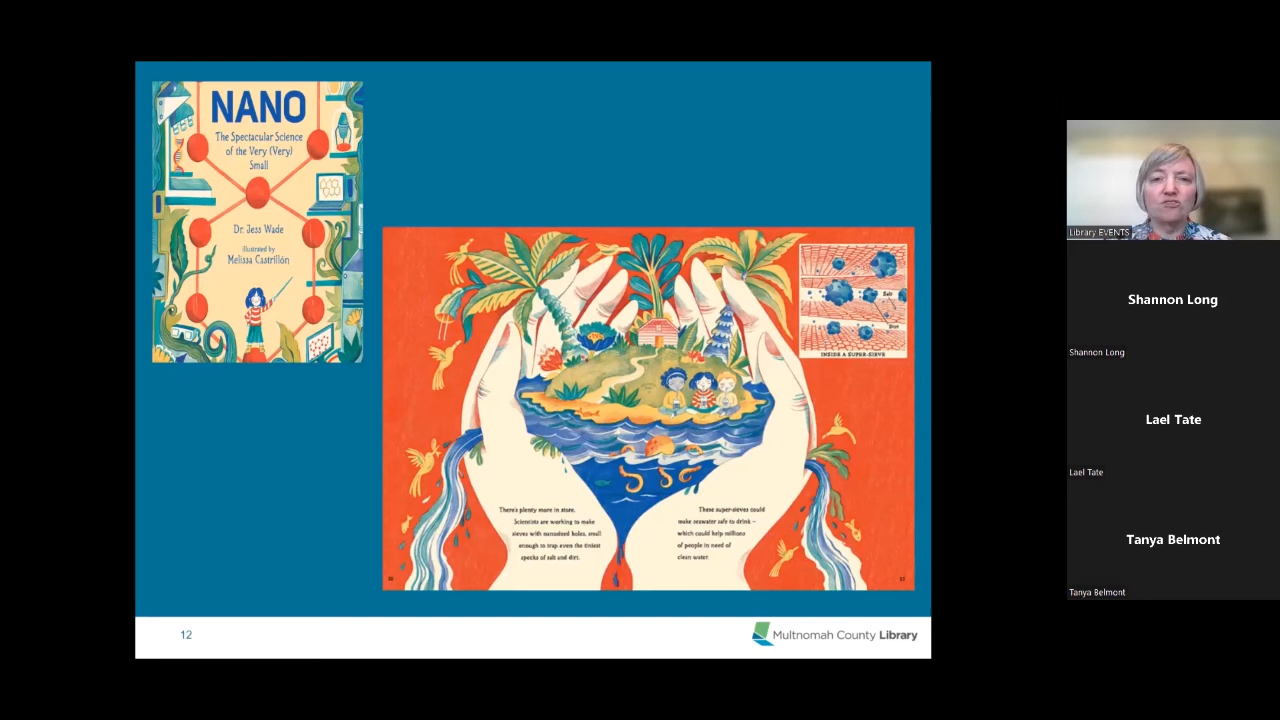 NANO
The Spectacular Science
of the Very (Very)
Small
Dr. Jess Wade
illustrated by
Melissa Castrillón
Salt
Dirt
INSIDE A SUPER-SIEVE
There's plenty more in store.
Scientists are working to make
sieves with nanosized holes, small
enough to trap even the tiniest
specks of salt and dirt.
These super-sieves could
make seawater safe to drink –
which could help millions
of people in need of
clean water.
12
Multnomah County Library
Library EVENTS
Shannon Long
Shannon Long
Lael Tate
Lael Tate
Tanya Belmont
Tanya Belmont